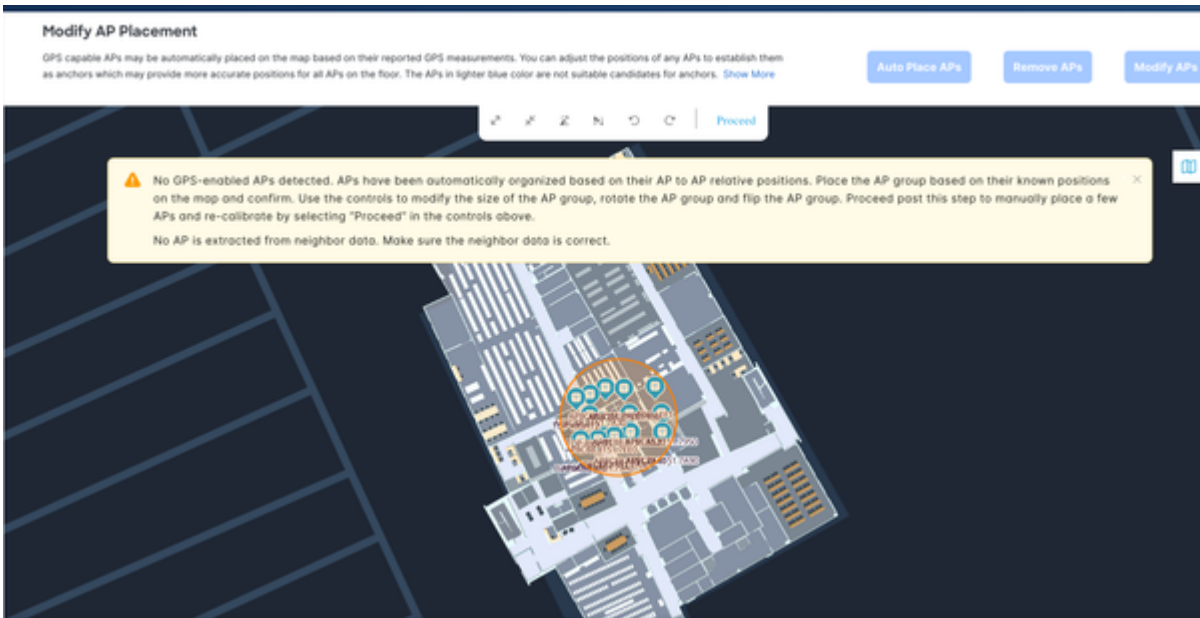 Modify AP Placement
GPS capable APs may be automatically placed on the map based on their reported GPS measurements. You can adjust the positions of any APs to establish them
as anchors which may provide more accurate positions for all APs on the floor. The APs in lighter blue color are not suitable candidates for anchors. Show More
Auto Place APs
Remove APs
Modify APs
Proceed
No GPS-enabled APs detected. APs have been automatically organized based on their AP to AP relative positions. Place the AP group based on their known positions
on the map and confirm. Use the controls to modify the size of the AP group, rotate the AP group and flip the AP group. Proceed past this step to manually place a few
APs and re-calibrate by selecting "Proceed" in the controls above.
No AP is extracted from neighbor data. Make sure the neighbor data is correct.